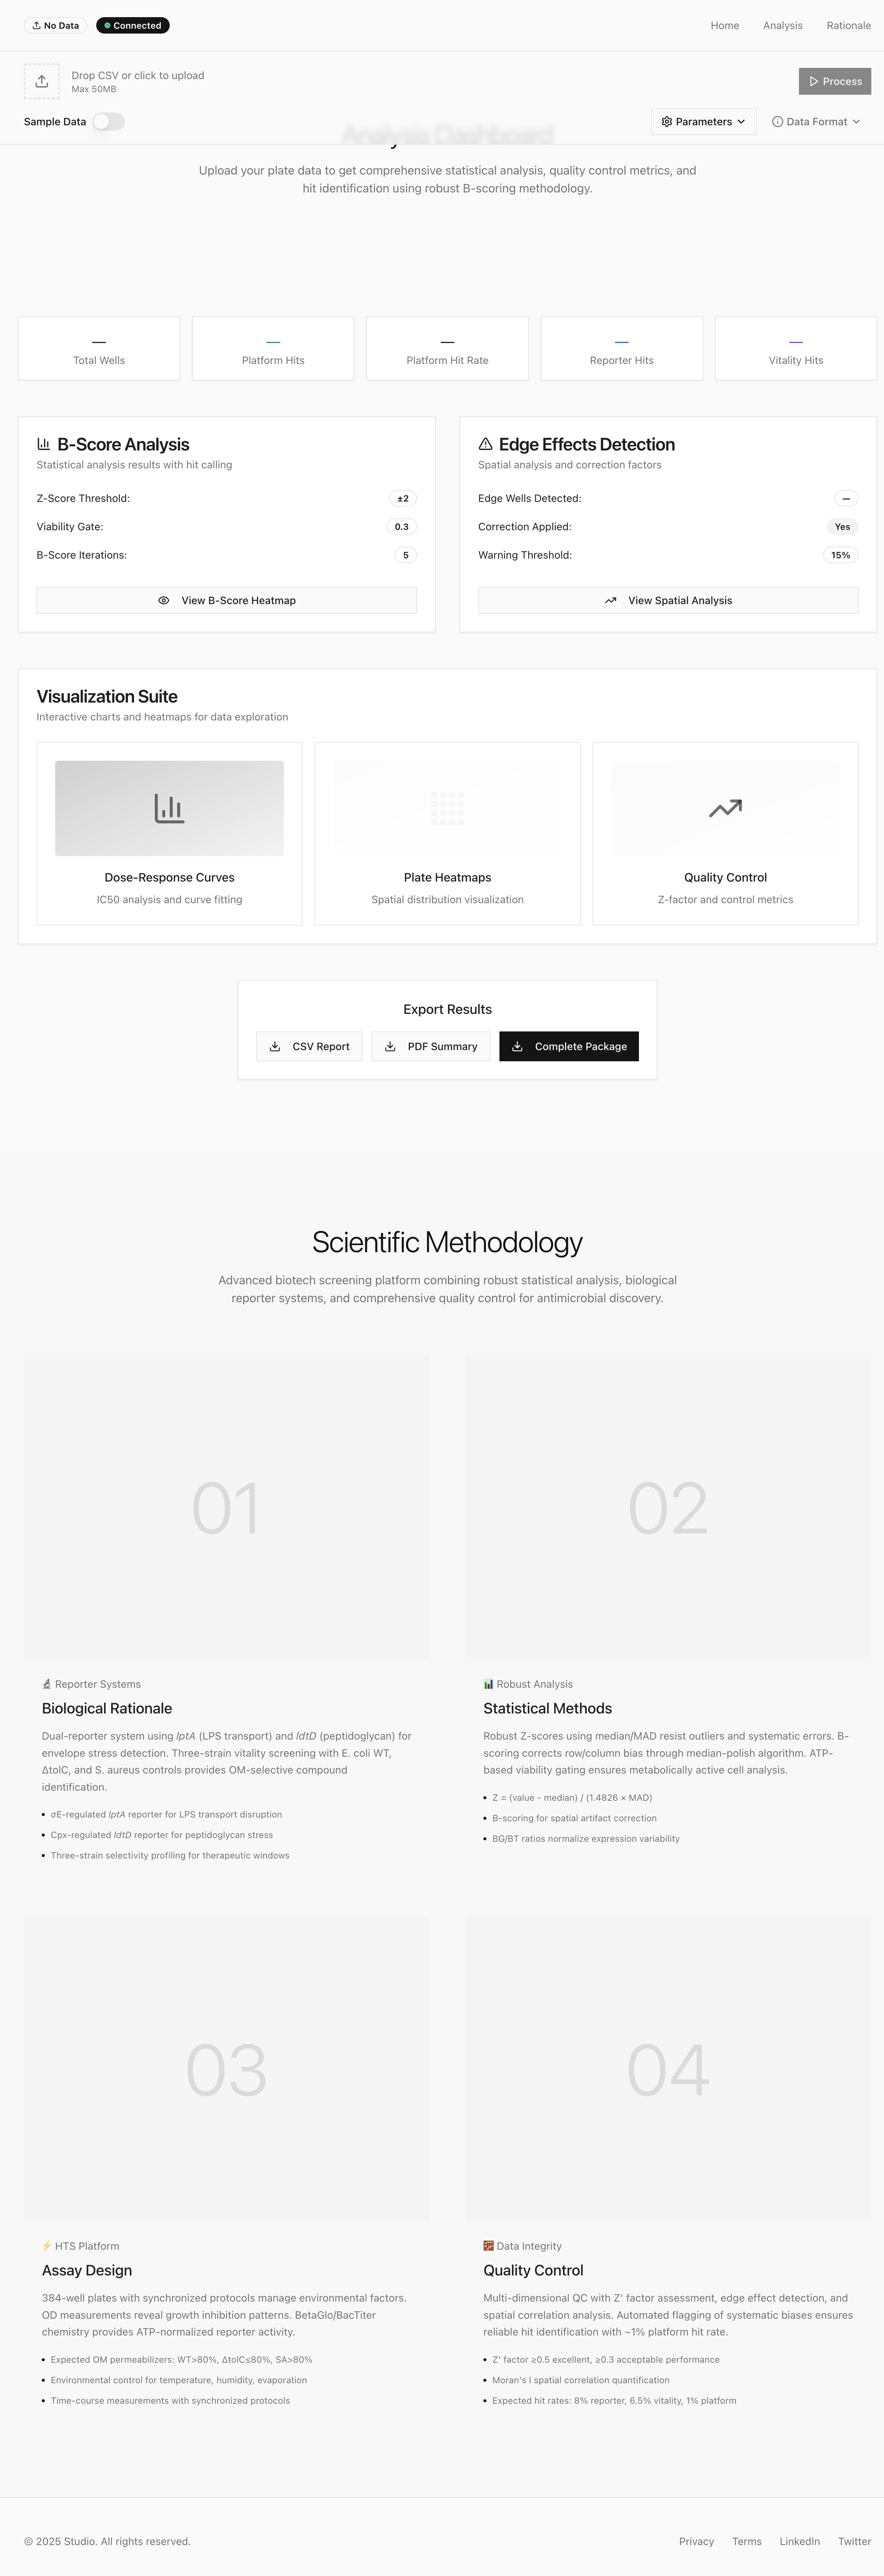 No Data
Connected
Home
Analysis
Rationale
Drop CSV or click to upload
Max 50MB
Process
Sample Data
Parameters
Data Format
Analysis Dashboard
Upload your plate data to get comprehensive statistical analysis, quality control metrics, and
hit identification using robust B-scoring methodology.
—
Total Wells
—
Platform Hits
—
Platform Hit Rate
—
Reporter Hits
—
Vitality Hits
B-Score Analysis
Statistical analysis results with hit calling
Z-Score Threshold:
±2
Viability Gate:
0.3
B-Score Iterations:
5
View B-Score Heatmap
Edge Effects Detection
Spatial analysis and correction factors
Edge Wells Detected:
—
Correction Applied:
Yes
Warning Threshold:
15%
View Spatial Analysis
Visualization Suite
Interactive charts and heatmaps for data exploration
Dose-Response Curves
IC50 analysis and curve fitting
Plate Heatmaps
Spatial distribution visualization
Quality Control
Z-factor and control metrics
Export Results
CSV Report
PDF Summary
Complete Package
Scientific Methodology
Advanced biotech screening platform combining robust statistical analysis, biological
reporter systems, and comprehensive quality control for antimicrobial discovery.
01
🔬 Reporter Systems
Biological Rationale
Dual-reporter system using lptA (LPS transport) and ldtD (peptidoglycan) for
envelope stress detection. Three-strain vitality screening with E. coli WT,
ΔtolC, and S. aureus controls provides OM-selective compound
identification.
• σE-regulated lptA reporter for LPS transport disruption
• Cpx-regulated ldtD reporter for peptidoglycan stress
• Three-strain selectivity profiling for therapeutic windows
02
📊 Robust Analysis
Statistical Methods
Robust Z-scores using median/MAD resist outliers and systematic errors. B-
scoring corrects row/column bias through median-polish algorithm. ATP-
based viability gating ensures metabolically active cell analysis.
• Z = (value - median) / (1.4826 × MAD)
• B-scoring for spatial artifact correction
• BG/BT ratios normalize expression variability
03
⚡ HTS Platform
Assay Design
384-well plates with synchronized protocols manage environmental factors.
OD measurements reveal growth inhibition patterns. BetaGlo/BacTiter
chemistry provides ATP-normalized reporter activity.
• Expected OM permeabilizers: WT>80%, ΔtolC≤80%, SA>80%
• Environmental control for temperature, humidity, evaporation
• Time-course measurements with synchronized protocols
04
🧱 Data Integrity
Quality Control
Multi-dimensional QC with Z' factor assessment, edge effect detection, and
spatial correlation analysis. Automated flagging of systematic biases ensures
reliable hit identification with ~1% platform hit rate.
• Z' factor ≥0.5 excellent, ≥0.3 acceptable performance
• Moran's I spatial correlation quantification
• Expected hit rates: 8% reporter, 6.5% vitality, 1% platform
© 2025 Studio. All rights reserved.
Privacy
Terms
LinkedIn
Twitter